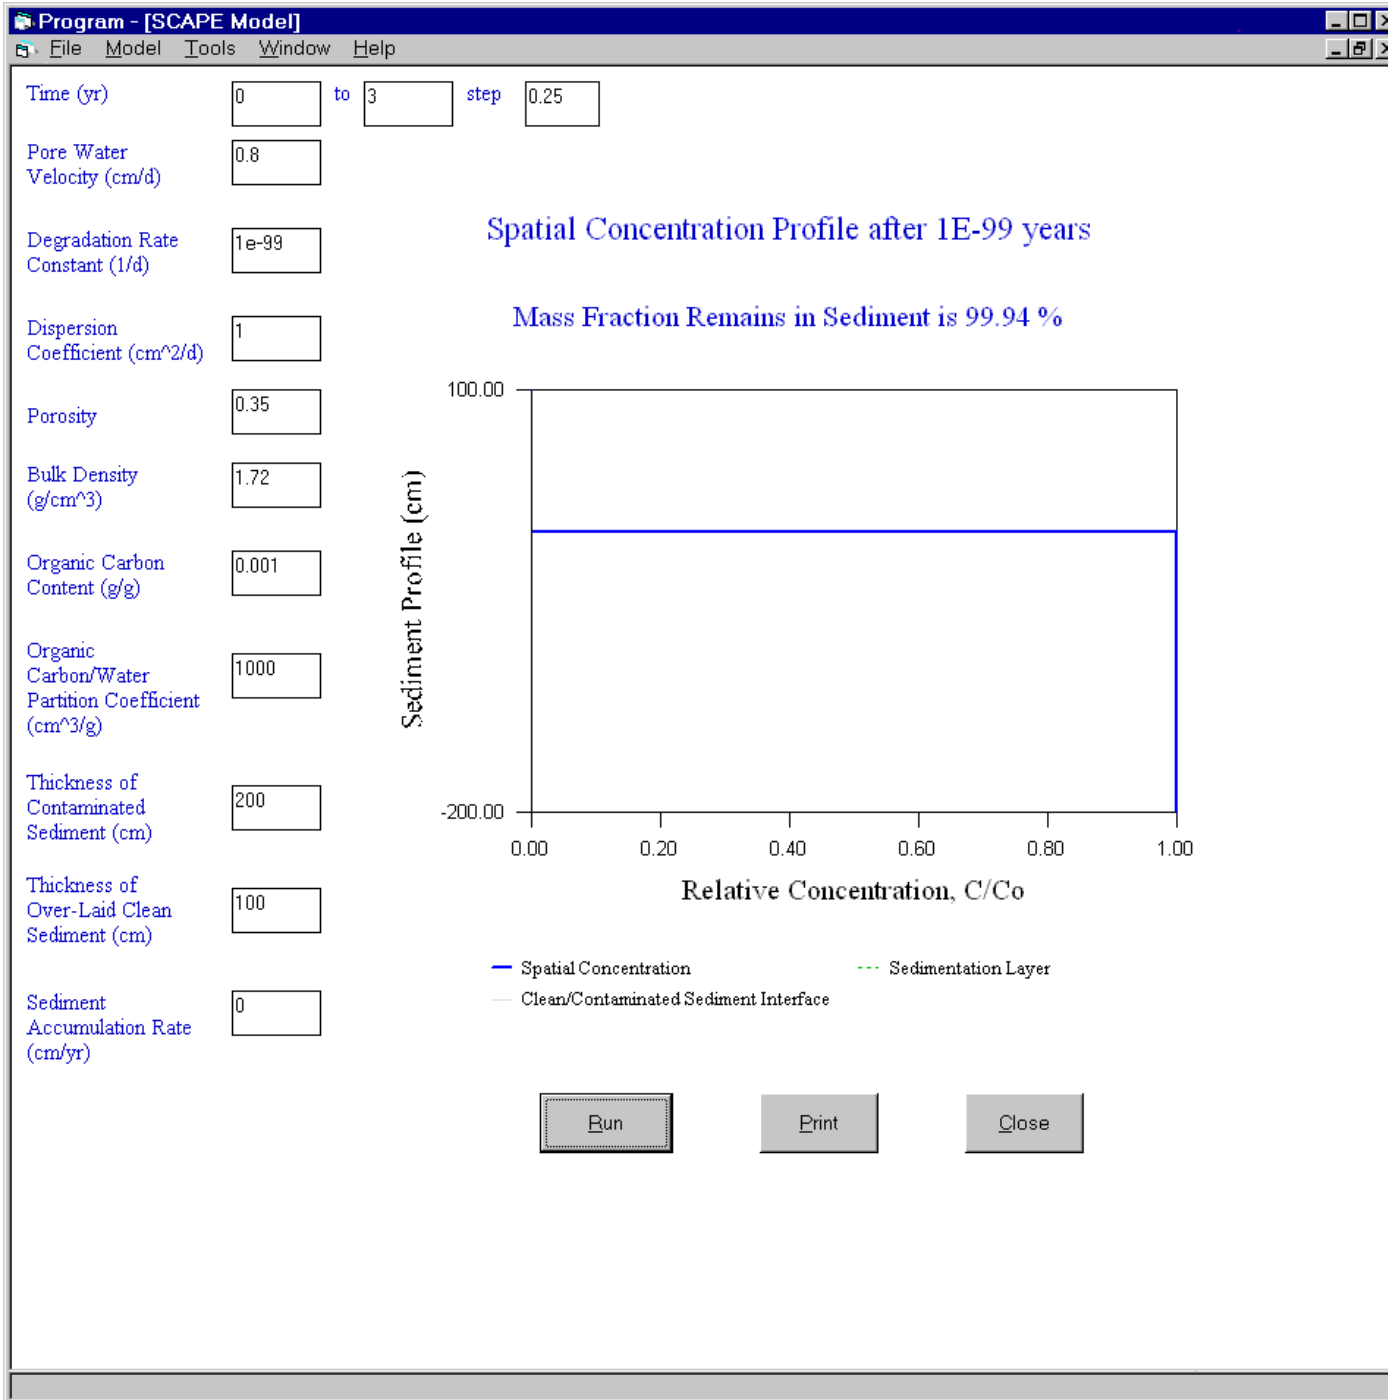 Program - [SCAPE Model]
File Model Tools Window Help
Time (yr) 0 to 3 step 0.25
Pore Water
Velocity (cm/d)
0.8
Spatial Concentration Profile after 1E-99 years
Degradation Rate
Constant (1/d)
1e-99
Mass Fraction Remains in Sediment is 99.94 %
Dispersion
Coefficient (cm^2/d)
1
Porosity
0.35
Bulk Density
(g/cm^3)
1.72
Organic Carbon
Content (g/g)
0.001
Organic
Carbon/Water
Partition Coefficient
(cm^3/g)
1000
Thickness of
Contaminated
Sediment (cm)
200
Thickness of
Over-Laid Clean
Sediment (cm)
100
Sediment
Accumulation Rate
(cm/yr)
0
100.00
Sediment Profile (cm)
-200.00
0.00 0.20 0.40 0.60 0.80 1.00
Relative Concentration, C/Co
Spatial Concentration
Sedimentation Layer
Clean/Contaminated Sediment Interface
Run Print Close